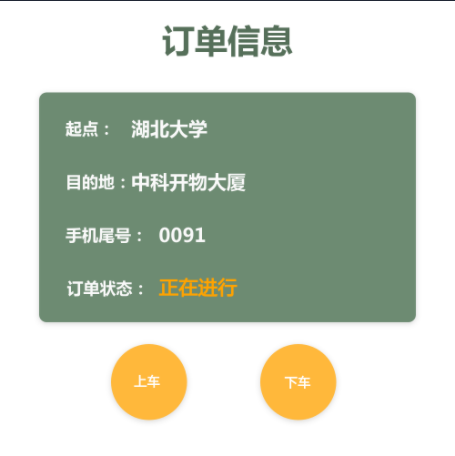 订单信息
起点： 湖北大学
目的地：中科开物大厦
手机尾号： 0091
订单状态： 正在进行
上车 下车